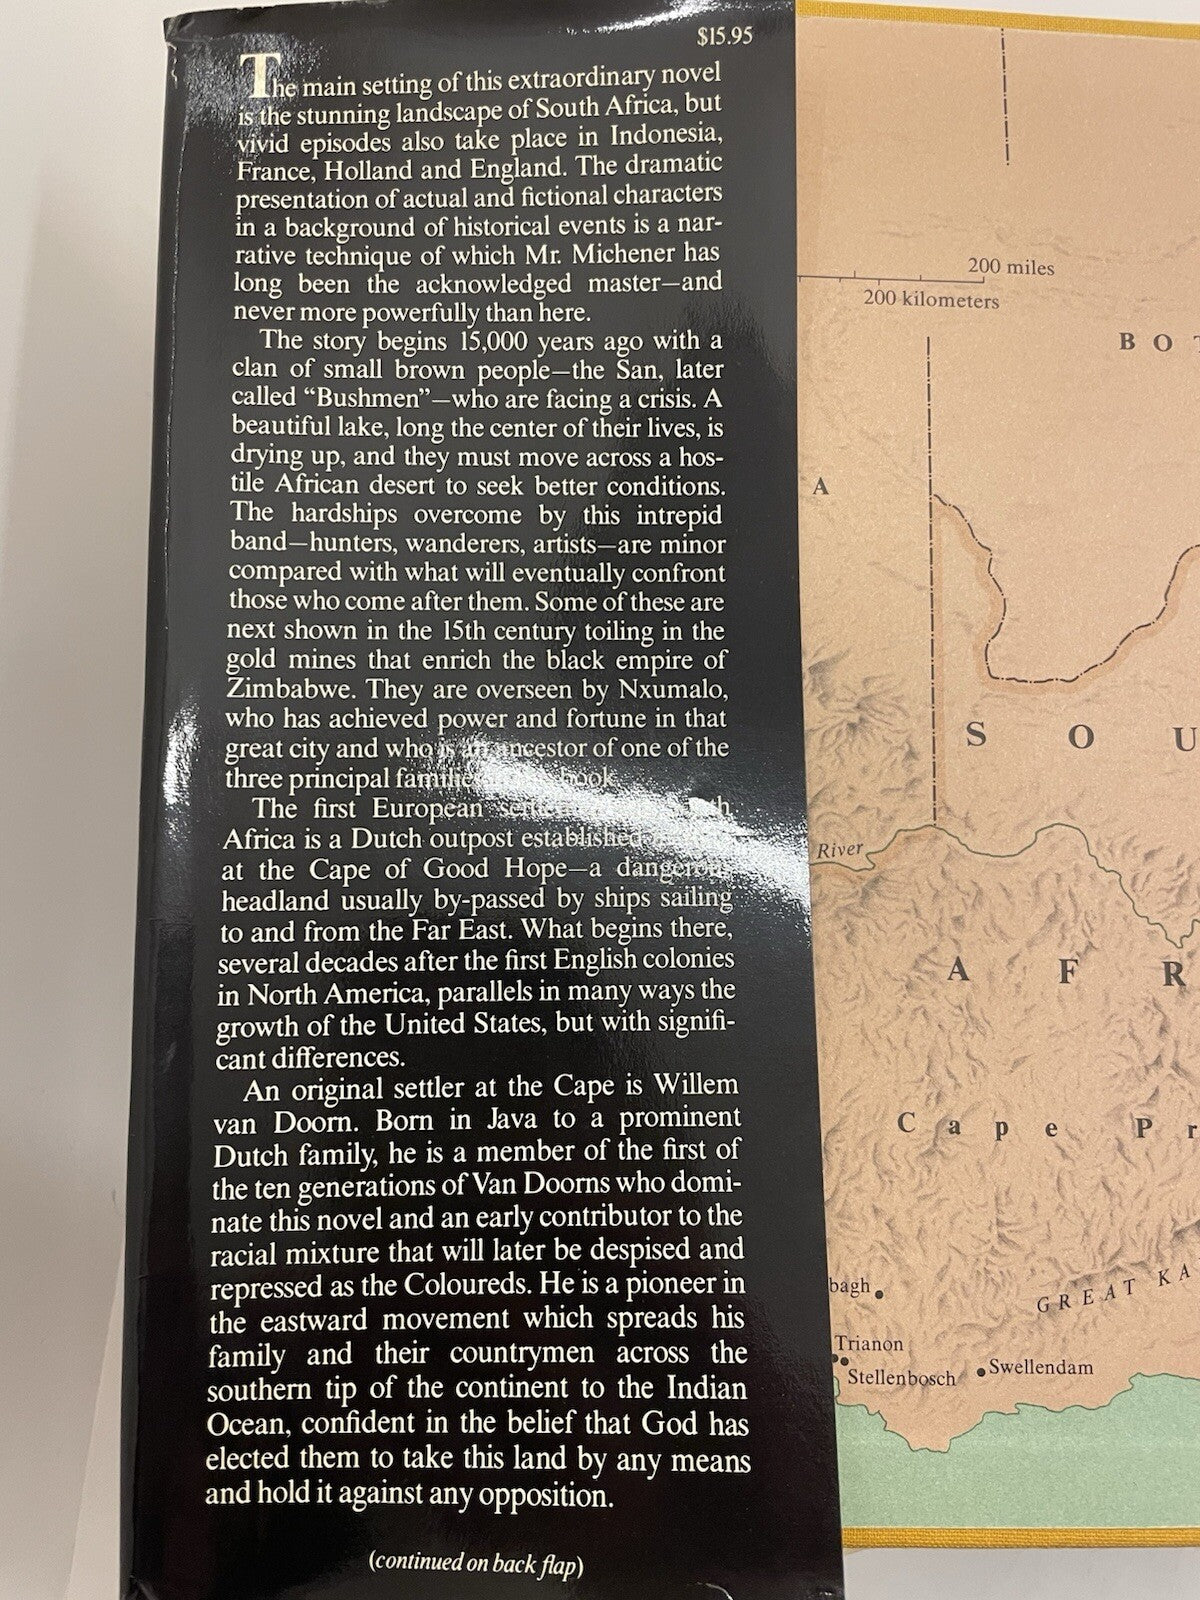 $15.95
The main setting of this extraordinary novel
is the stunning landscape of South Africa, but
vivid episodes also take place in Indonesia,
France, Holland and England. The dramatic
presentation of actual and fictional characters
in a background of historical events is a nar-
rative technique of which Mr. Michener has
long been the acknowledged master—and
never more powerfully than here.
The story begins 15,000 years ago with a
clan of small brown people—the San, later
called “Bushmen”—who are facing a crisis. A
beautiful lake, long the center of their lives, is
drying up, and they must move across a hos-
tile African desert to seek better conditions.
The hardships overcome by this intrepid
band—hunters, wanderers, artists—are minor
compared with what will eventually confront
those who come after them. Some of these are
next shown in the 15th century toiling in the
gold mines that enrich the black empire of
Zimbabwe. They are overseen by Nxumalo,
who has achieved power and fortune in that
great city and who is an ancestor of one of the
three principal families book.
The first European
Africa is a Dutch outpost established
at the Cape of Good Hope—a dangerous
headland usually by-passed by ships sailing
to and from the Far East. What begins there,
several decades after the first English colonies
in North America, parallels in many ways the
growth of the United States, but with signifi-
cant differences.
An original settler at the Cape is Willem
van Doorn. Born in Java to a prominent
Dutch family, he is a member of the first of
the ten generations of Van Doorns who domi-
nate this novel and an early contributor to the
racial mixture that will later be despised and
repressed as the Coloureds. He is a pioneer in
the eastward movement which spreads his
family and their countrymen across the
southern tip of the continent to the Indian
Ocean, confident in the belief that God has
elected them to take this land by any means
and hold it against any opposition.
(continued on back flap)
200 miles
200 kilometers
B O T
A
S O U
River
A F R
Cape Pr
bagh
GREAT KA
Trianon
Stellenbosch
Swellendam